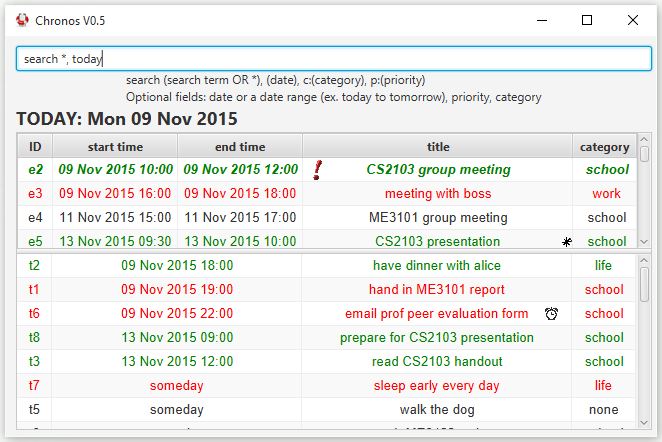 Chronos V0.5
search *, today
search (search term OR *), (date), c:(category), p:(priority)
Optional fields: date or a date range (ex. today to tomorrow), priority, category
TODAY: Mon 09 Nov 2015
ID start time end time title category
e2 09 Nov 2015 10:00 09 Nov 2015 12:00 CS2103 group meeting school
e3 09 Nov 2015 16:00 09 Nov 2015 18:00 meeting with boss work
e4 11 Nov 2015 15:00 11 Nov 2015 17:00 ME3101 group meeting school
e5 13 Nov 2015 09:30 13 Nov 2015 10:00 CS2103 presentation school
t2 09 Nov 2015 18:00 have dinner with alice life
t1 09 Nov 2015 19:00 hand in ME3101 report school
t6 09 Nov 2015 22:00 email prof peer evaluation form school
t8 13 Nov 2015 09:00 prepare for CS2103 presentation school
t3 13 Nov 2015 12:00 read CS2103 handout school
t7 someday sleep early every day life
t5 someday walk the dog none